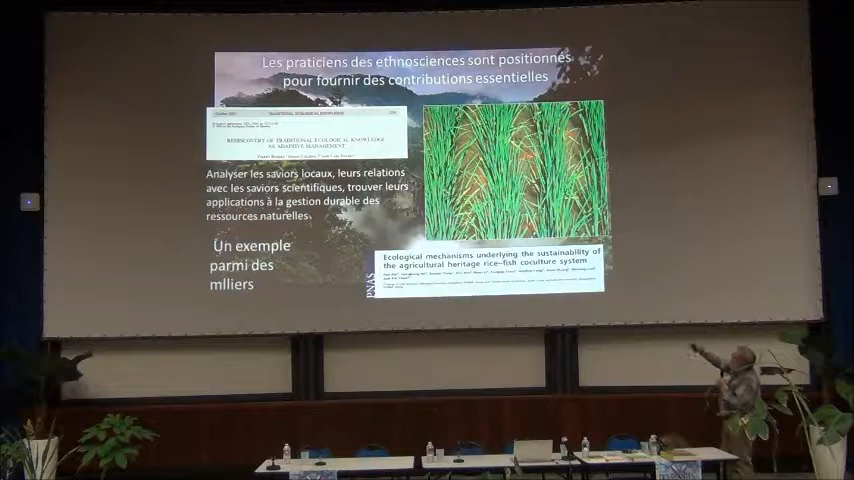 Les praticiens des ethnosciences sont positionnés
pour fournir des contributions essentielles
TRADITIONAL ECOLOGICAL KNOWLEDGE
REDISCOVERY OF TRADITIONAL ECOLOGICAL KNOWLEDGE
AS ADAPTIVE MANAGEMENT
Analyser les saviors locaux, leurs relations
avec les saviors scientifiques, trouver leurs
applications à la gestion durable des
ressources naturelles
Un exemple
parmi des
mlliers
PNAS
Ecological mechanisms underlying the sustainability of
the agricultural heritage rice–fish coculture system